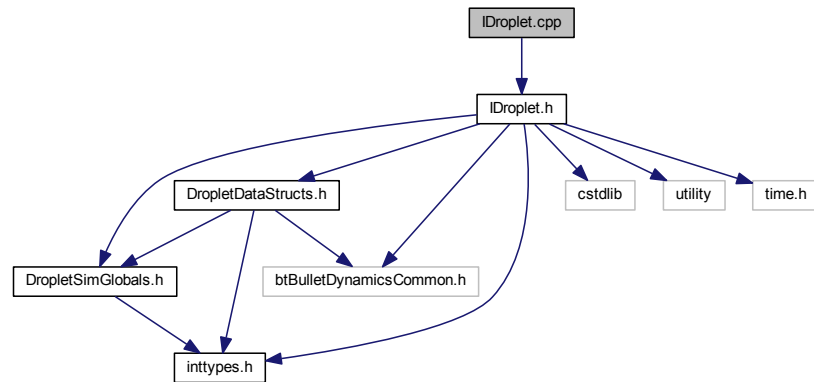 IDroplet.cpp
IDroplet.h
DropletDataStructs.h
cstdlib
utility
time.h
DropletSimGlobals.h
btBulletDynamicsCommon.h
inttypes.h